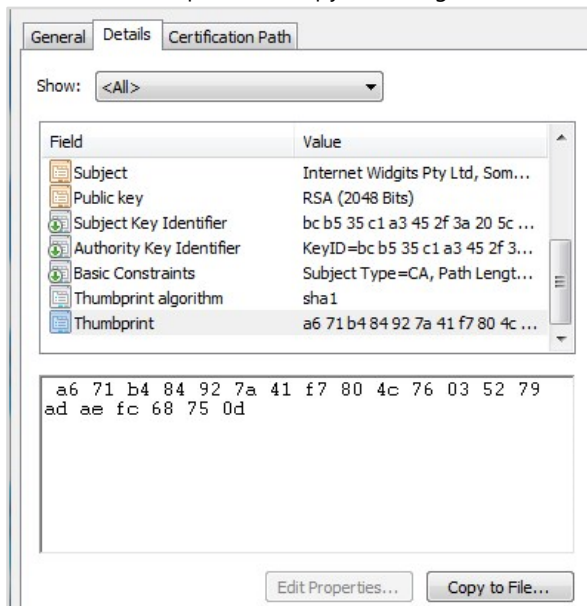 General Details Certification Path
Show: <All>
Field Value
Subject Internet Widgits Pty Ltd, Som...
Public key RSA (2048 Bits)
Subject Key Identifier bc b5 35 c1 a3 45 2f 3a 20 5c ...
Authority Key Identifier KeyID=bc b5 35 c1 a3 45 2f 3...
Basic Constraints Subject Type=CA, Path Lengt...
Thumbprint algorithm sha1
Thumbprint a6 71 b4 84 92 7a 41 f7 80 4c ...
a6 71 b4 84 92 7a 41 f7 80 4c 76 03 52 79
ad ae fc 68 75 0d
Edit Properties... Copy to File...